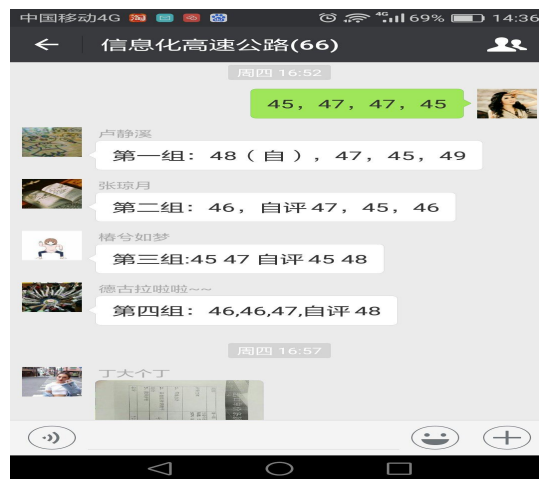 中国移动4G 4G 69% 14:36
信息化高速公路(66)
周四 16:52
45，47，47，45
卢静溪
第一组：48（自），47，45，49
张琼月
第二组：46，自评47，45，46
椿兮如梦
第三组:45 47 自评 45 48
德古拉啦啦~~
第四组：46,46,47,自评 48
周四 16:57
丁大个丁